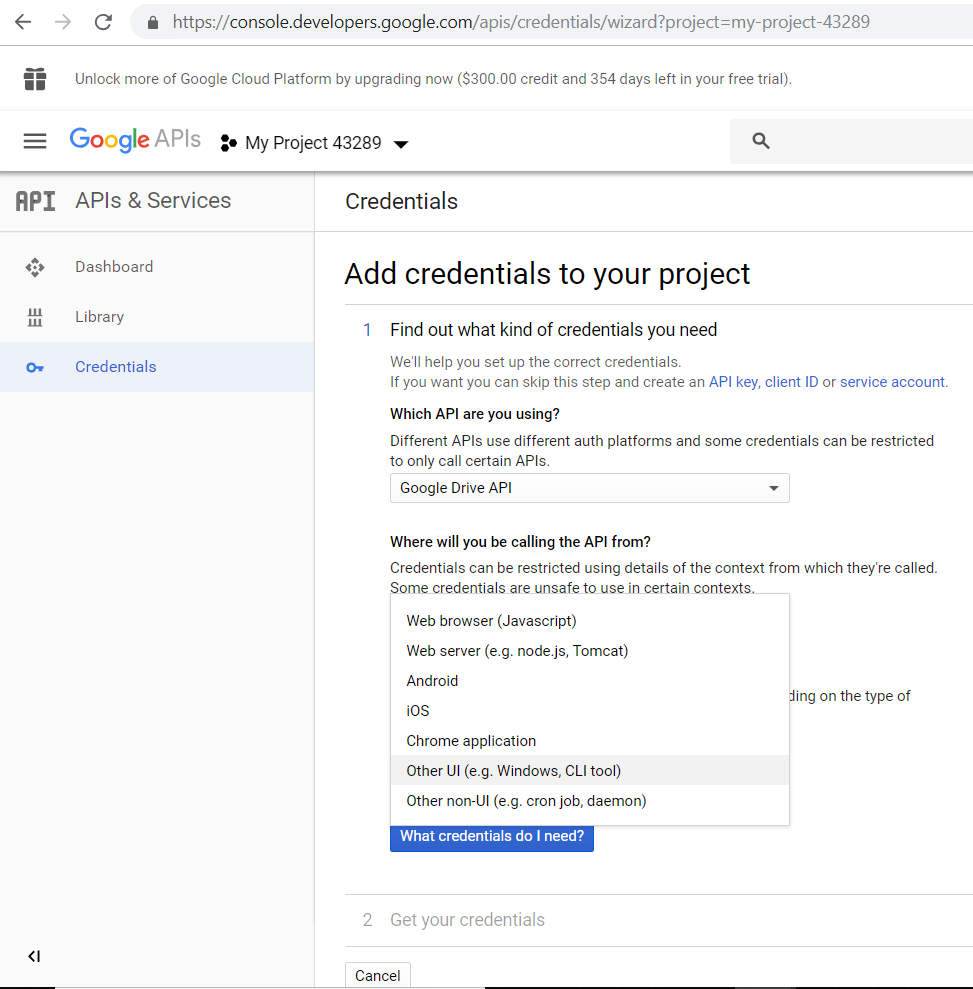 https://console.developers.google.com/apis/credentials/wizard?project=my-project-43289
Unlock more of Google Cloud Platform by upgrading now ($300.00 credit and 354 days left in your free trial).
Google APIs My Project 43289
API APIs & Services
Credentials
Dashboard
Library
Credentials
Add credentials to your project
1 Find out what kind of credentials you need
We'll help you set up the correct credentials.
If you want you can skip this step and create an API key, client ID or service account.
Which API are you using?
Different APIs use different auth platforms and some credentials can be restricted
to only call certain APIs.
Google Drive API
Where will you be calling the API from?
Credentials can be restricted using details of the context from which they're called.
Some credentials are unsafe to use in certain contexts.
Web browser (Javascript)
Web server (e.g. node.js, Tomcat)
Android
ding on the type of
iOS
Chrome application
Other UI (e.g. Windows, CLI tool)
Other non-UI (e.g. cron job, daemon)
What credentials do I need?
2 Get your credentials
Cancel